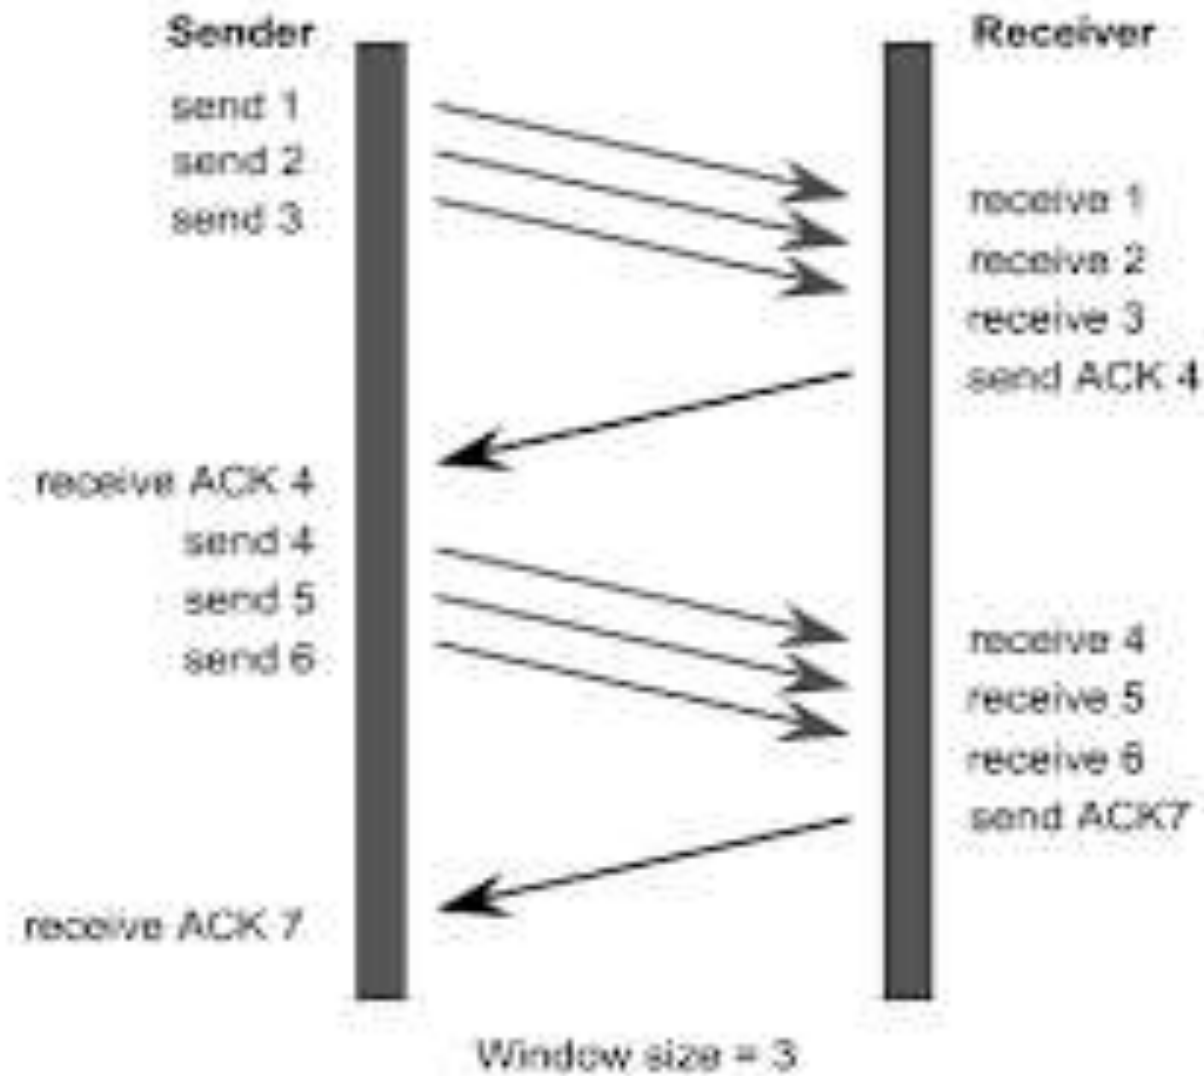 Sender
Receiver
send 1
send 2
send 3
receive 1
receive 2
receive 3
send ACK 4
receive ACK 4
send 4
send 5
send 6
receive 4
receive 5
receive 6
send ACK7
receive ACK 7
Window size = 3